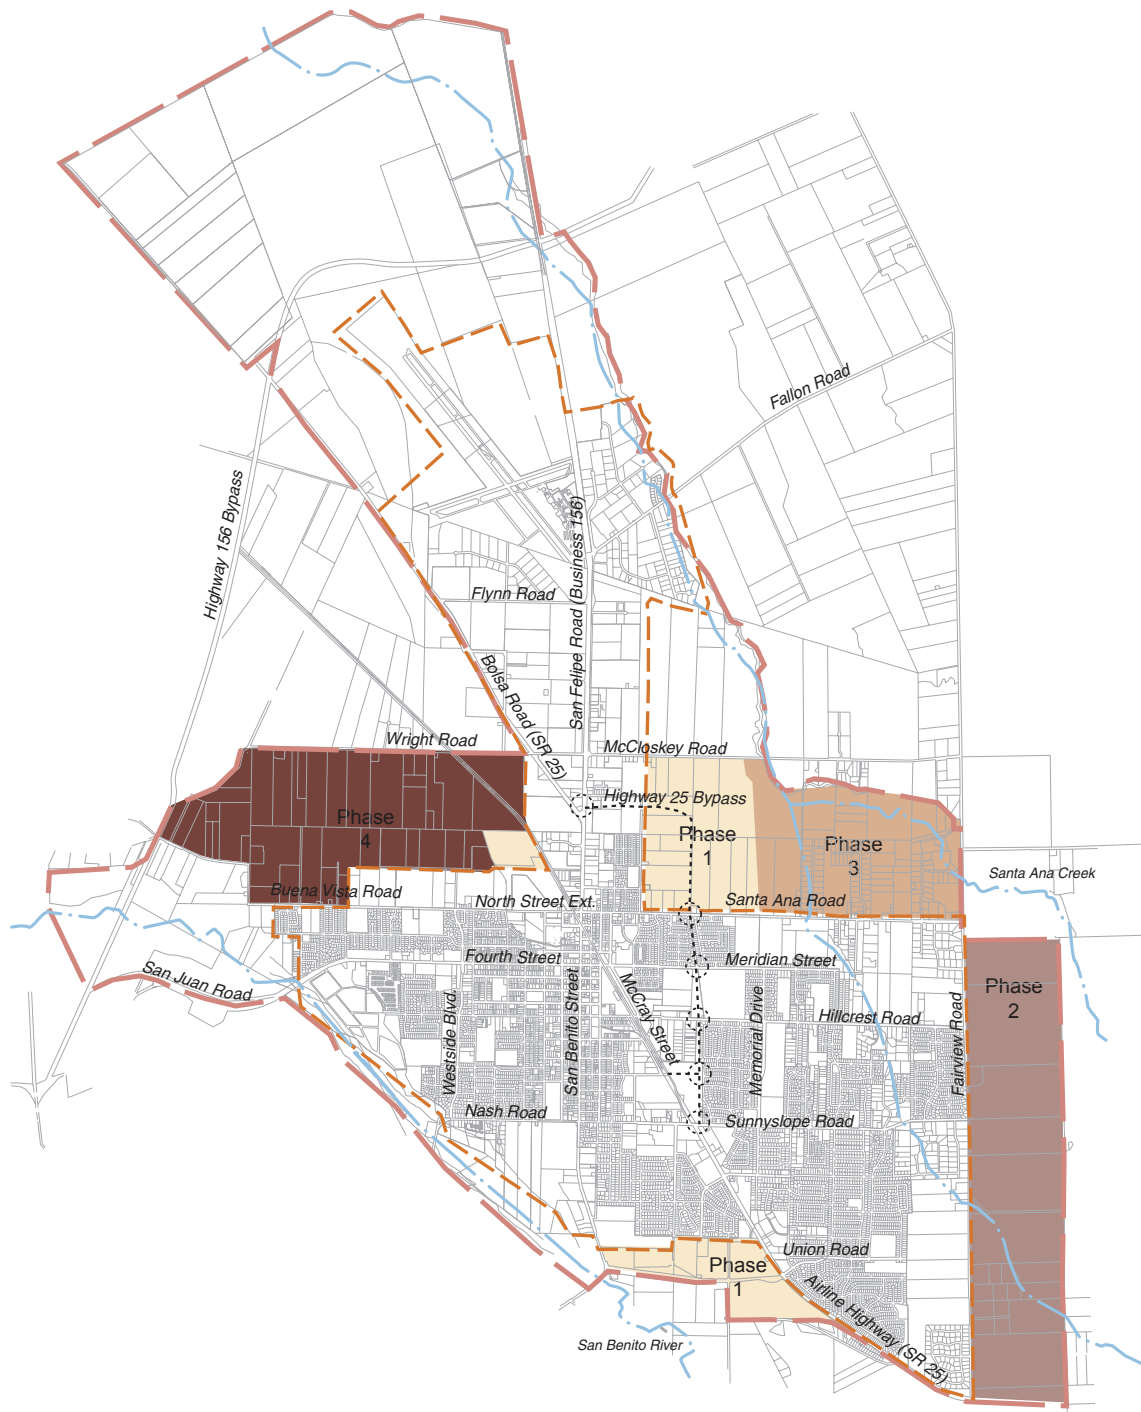 Fallon Road
Highway 156 Bypass
San Felipe Road (Business 156)
Flynn Road
Bolsa Road (SR 25)
Wright Road
McCloskey Road
Highway 25 Bypass
Phase
4
Phase
1
Phase
3
Santa Ana Creek
Buena Vista Road
North Street Ext.
Santa Ana Road
Fourth Street
Meridian Street
San Juan Road
Phase
2
McCray Street
Hillcrest Road
Westside Blvd.
San Benito Street
Memorial Drive
Fairview Road
Nash Road
Sunnyslope Road
Union Road
Phase
1
Airline Highway (SR 25)
San Benito River